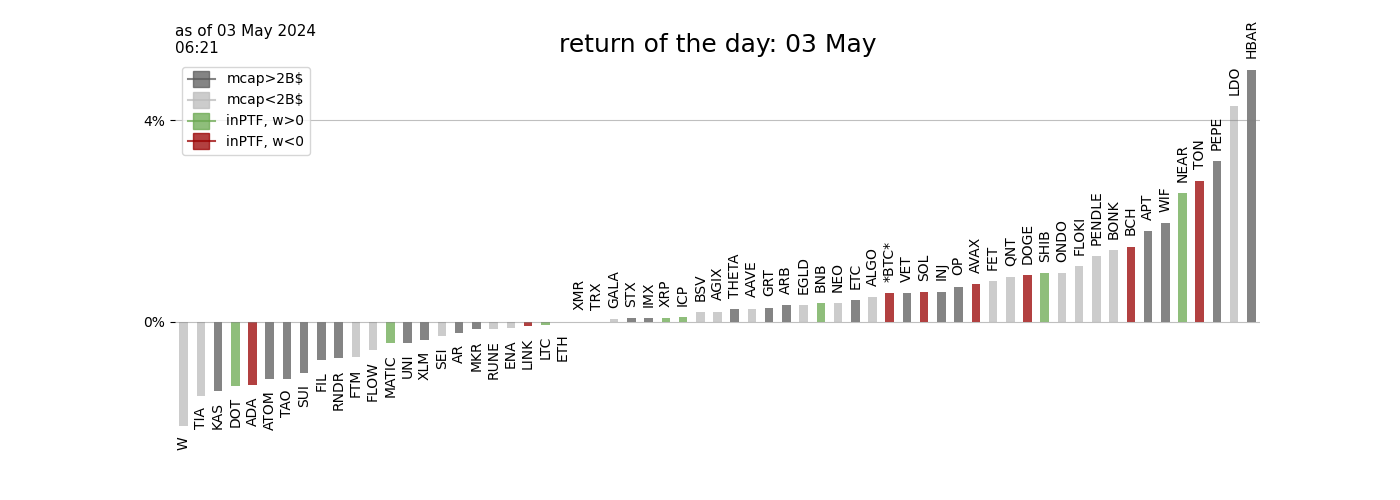 as of 03 May 2024
06:21
return of the day: 03 May
mcap>2B$
mcap<2B$
inPTF, w>0
inPTF, w<0
4%
0%
W
TIA
KAS
DOT
ADA
ATOM
TAO
SUI
FIL
RNDR
FTM
FLOW
MATIC
UNI
XLM
SEI
AR
MKR
RUNE
ENA
LINK
LTC
ETH
XMR
TRX
GALA
STX
IMX
XRP
ICP
BSV
AGIX
THETA
AAVE
GRT
ARB
EGLD
BNB
NEO
ETC
ALGO
*BTC*
VET
SOL
INJ
OP
AVAX
FET
QNT
DOGE
SHIB
ONDO
FLOKI
PENDLE
BONK
BCH
APT
WIF
NEAR
TON
PEPE
LDO
HBAR